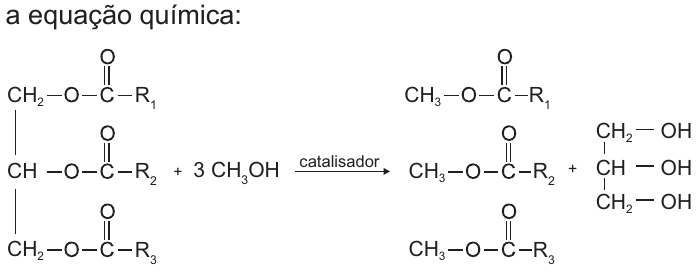 a equação química:
O O
CH₂–O–C–R₁ CH₃–O–C–R₁
O O CH₂–OH
CH–O–C–R₂ + 3 CH₃OH catalisador CH₃–O–C–R₂ + CH–OH
O O CH₂–OH
CH₂–O–C–R₃ CH₃–O–C–R₃